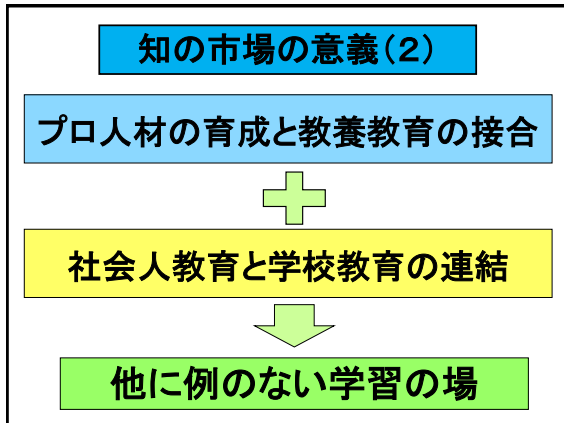 知の市場の意義（２）
プロ人材の育成と教養教育の接合
社会人教育と学校教育の連結
他に例のない学習の場